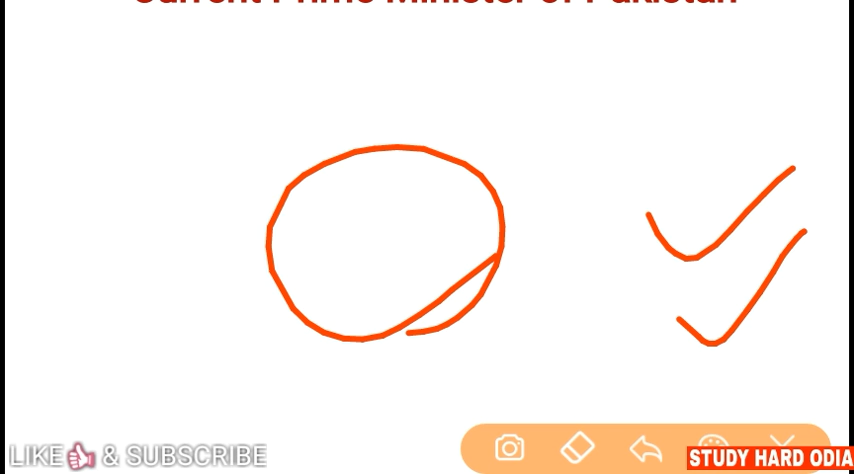 Current Prime Minister of Pakistan
LIKE & SUBSCRIBE
STUDY HARD ODIA